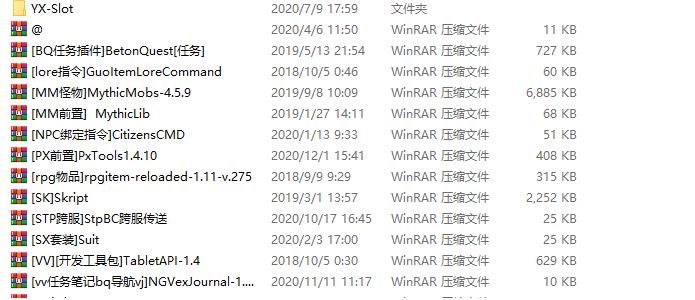 YX-Slot 2020/7/9 17:59 文件夹
@ 2020/4/6 11:50 WinRAR 压缩文件 11 KB
[BQ任务插件]BetonQuest[任务] 2019/5/13 21:54 WinRAR 压缩文件 727 KB
[lore指令]GuoItemLoreCommand 2018/10/5 0:46 WinRAR 压缩文件 60 KB
[MM怪物]MythicMobs-4.5.9 2019/9/8 10:09 WinRAR 压缩文件 6,885 KB
[MM前置] MythicLib 2019/1/27 14:11 WinRAR 压缩文件 68 KB
[NPC绑定指令]CitizensCMD 2020/1/13 9:33 WinRAR 压缩文件 51 KB
[PX前置]PxTools1.4.10 2020/12/1 15:41 WinRAR 压缩文件 408 KB
[rpg物品]rpgitem-reloaded-1.11-v.275 2018/9/9 9:29 WinRAR 压缩文件 315 KB
[SK]Skript 2019/3/1 13:57 WinRAR 压缩文件 2,252 KB
[STP跨服]StpBC跨服传送 2020/10/17 16:45 WinRAR 压缩文件 25 KB
[SX套装]Suit 2020/2/3 17:00 WinRAR 压缩文件 25 KB
[VV][开发工具包]TabletAPI-1.4 2018/10/5 0:30 WinRAR 压缩文件 629 KB
[vv任务笔记bq导航vj]NGVexJournal-1.... 2020/11/11 11:17 WinRAR 压缩文件 10 KB